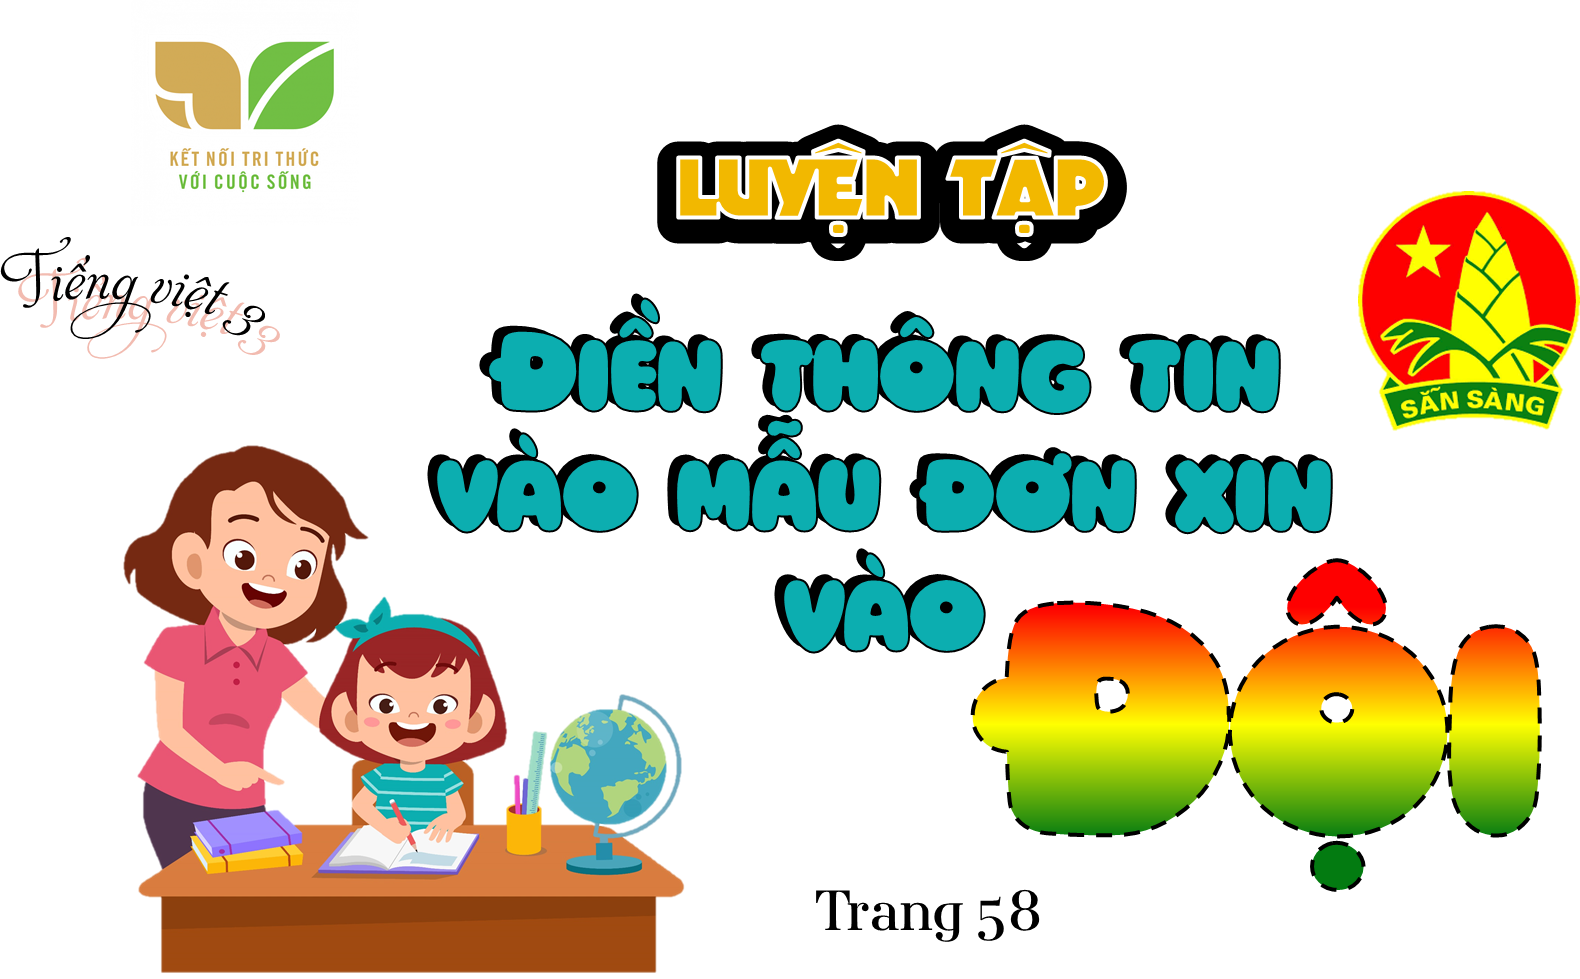 KẾT NỐI TRI THỨC
VỚI CUỘC SỐNG
Tiếng việt 3
LUYỆN TẬP
ĐIỀN THÔNG TIN
VÀO MẪU ĐƠN XIN
VÀO
ĐỘI
SẴN SÀNG
Trang 58